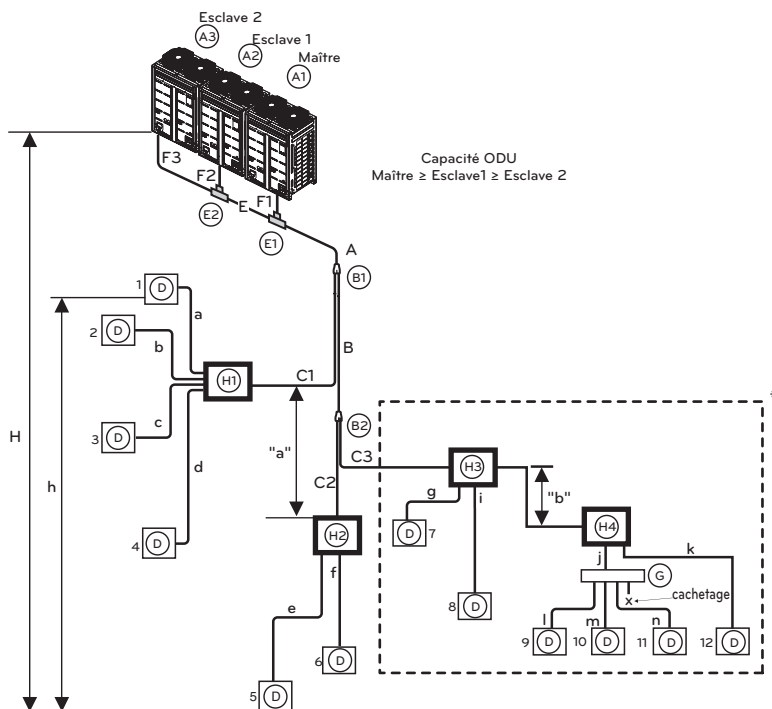 Esclave 2
A3
Esclave 1
A2
Maître
A1
Capacité ODU
Maître ≥ Esclave1 ≥ Esclave 2
F3
F2
F1
E
E2
E1
A
B1
1 D
a
2 D
b
B
H1
C1
H
h
3 D
c
d
"a"
B2
C3
H3
C2
g
i
"b"
4 D
H2
D 7
H4
j
k
G
f
e
8 D
x cachetage
l
m
n
9 D
10 D
11 D
12 D
6 D
5 D